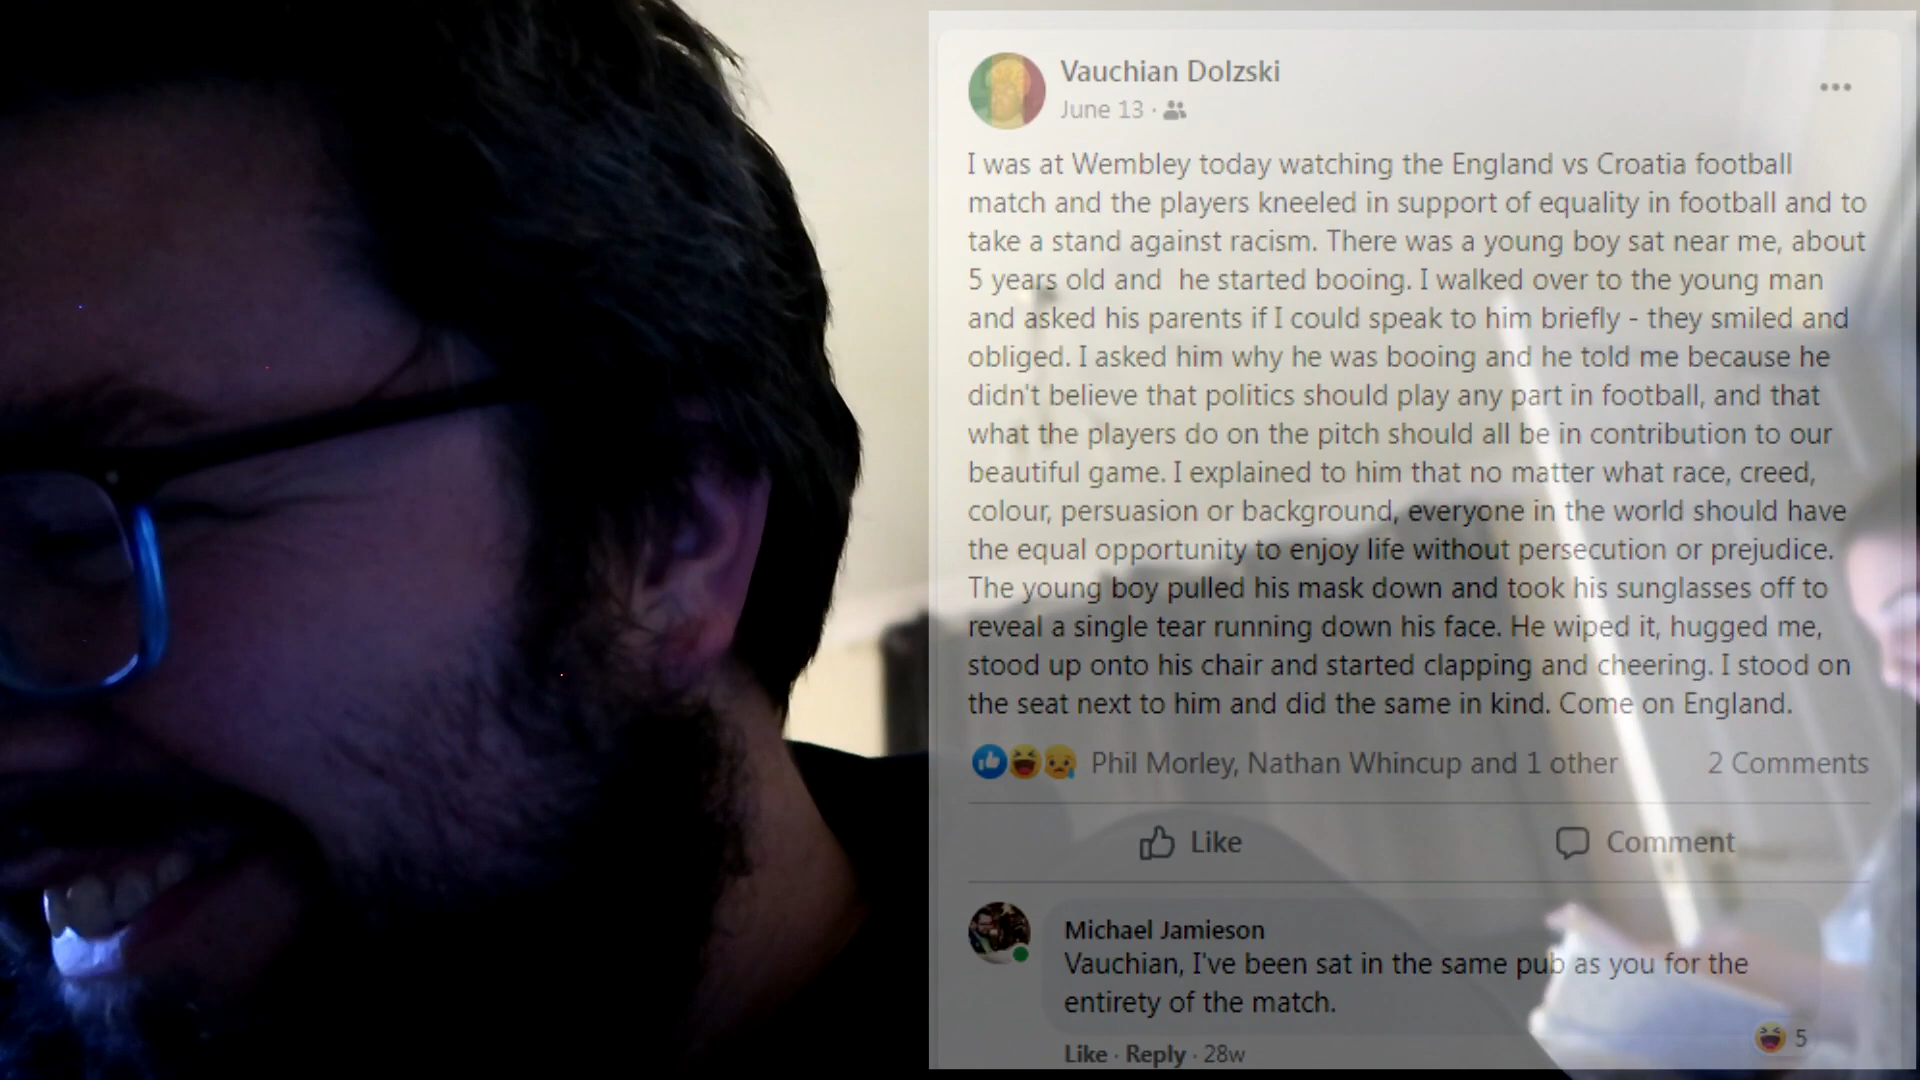 Vauchian Dolzski
June 13 ·
I was at Wembley today watching the England vs Croatia football
match and the players kneeled in support of equality in football and to
take a stand against racism. There was a young boy sat near me, about
5 years old and  he started booing. I walked over to the young man
and asked his parents if I could speak to him briefly - they smiled and
obliged. I asked him why he was booing and he told me because he
didn't believe that politics should play any part in football, and that
what the players do on the pitch should all be in contribution to our
beautiful game. I explained to him that no matter what race, creed,
colour, persuasion or background, everyone in the world should have
the equal opportunity to enjoy life without persecution or prejudice.
The young boy pulled his mask down and took his sunglasses off to
reveal a single tear running down his face. He wiped it, hugged me,
stood up onto his chair and started clapping and cheering. I stood on
the seat next to him and did the same in kind. Come on England.
Phil Morley, Nathan Whincup and 1 other 2 Comments
Like Comment
Michael Jamieson
Vauchian, I've been sat in the same pub as you for the
entirety of the match.
5
Like · Reply · 28w